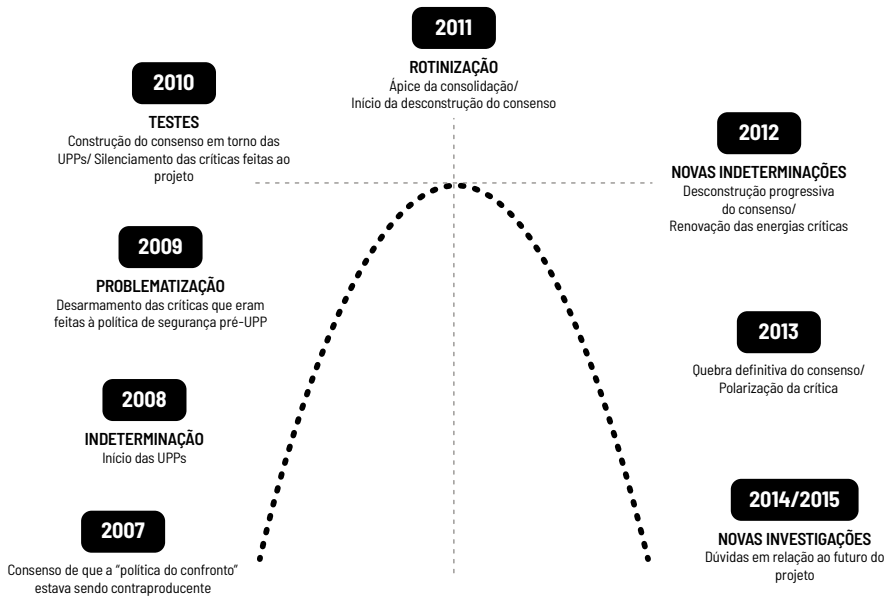 2007
Consenso de que a “política do confronto”
estava sendo contraproducente
2008
INDETERMINAÇÃO
Início das UPPs
2009
PROBLEMATIZAÇÃO
Desarmamento das críticas que eram
feitas à política de segurança pré-UPP
2010
TESTES
Construção do consenso em torno das
UPPs/ Silenciamento das críticas feitas ao
projeto
2011
ROTINIZAÇÃO
Ápice da consolidação/
Início da desconstrução do consenso
2012
NOVAS INDETERMINAÇÕES
Desconstrução progressiva
do consenso/
Renovação das energias críticas
2013
Quebra definitiva do consenso/
Polarização da crítica
2014/2015
NOVAS INVESTIGAÇÕES
Dúvidas em relação ao futuro do
projeto